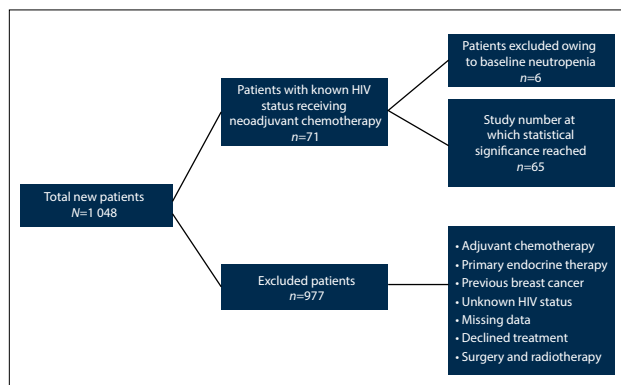 Patients excluded owing
to baseline neutropenia
n=6
Patients with known HIV
status receiving
neoadjuvant chemotherapy
n=71
Study number at
which statistical
significance reached
n=65
Total new patients
N=1 048
Excluded patients
n=977
• Adjuvant chemotherapy
• Primary endocrine therapy
• Previous breast cancer
• Unknown HIV status
• Missing data
• Declined treatment
• Surgery and radiotherapy